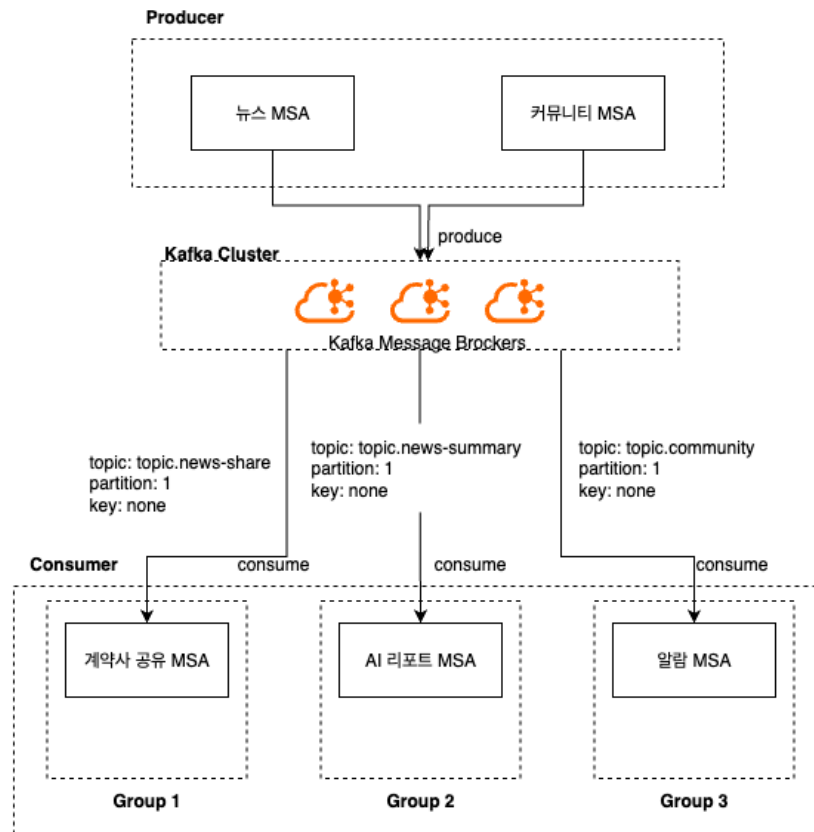 Producer
뉴스 MSA
커뮤니티 MSA
produce
Kafka Cluster
Kafka Message Brockers
topic: topic.news-share
partition: 1
key: none
topic: topic.news-summary
partition: 1
key: none
topic: topic.community
partition: 1
key: none
Consumer
consume
consume
consume
계약사 공유 MSA
AI 리포트 MSA
알람 MSA
Group 1
Group 2
Group 3